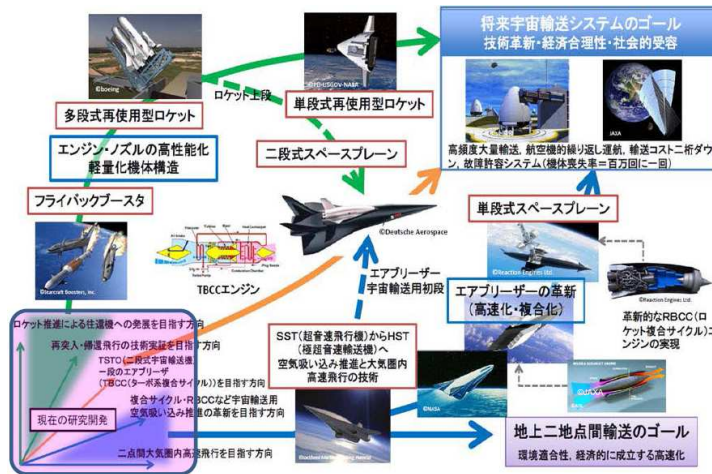 ©boeing
多段式再使用型ロケット
エンジン・ノズルの高性能化
軽量化機体構造
フライバックブースタ
©Starcraft Boosters, Inc.
ロケット上段
単段式再使用型ロケット
二段式スペースプレーン
©Deutsche Aerospace
TBCCエンジン
エアブリーザー
宇宙輸送用初段
将来宇宙輸送システムのゴール
技術革新・経済合理性・社会的受容
JAXA
高頻度大量輸送，航空機的繰り返し運航，輸送コスト二桁ダウ
ン，故障許容システム（機体喪失率＝百万回に一回）
単段式スペースプレーン
©Reaction Engines Ltd.
エアブリーザーの革新
（高速化・複合化）
©Reaction Engines Ltd.
革新的なRBCC（ロ
ケット複合サイクル）エ
ンジンの実現
SST（超音速飛行機）からHST
（極超音速輸送機）へ
空気吸い込み推進と大気圏内
高速飛行の技術
©NASA
©JAXA
地上二地点間輸送のゴール
環境適合性，経済的に成立する高速化
ロケット推進による往還機への発展を目指す方向
再突入・帰還飛行の技術実証を目指す方向
TSTO（二段式宇宙輸送機，
一段のエアブリーザ
（TBCC（ターボ系複合サイクル））を目指す方向
複合サイクル・RBCCなど宇宙輸送用
空気吸い込み推進の革新を目指す方向
現在の研究開発
二点間大気圏内高速飛行を目指す方向